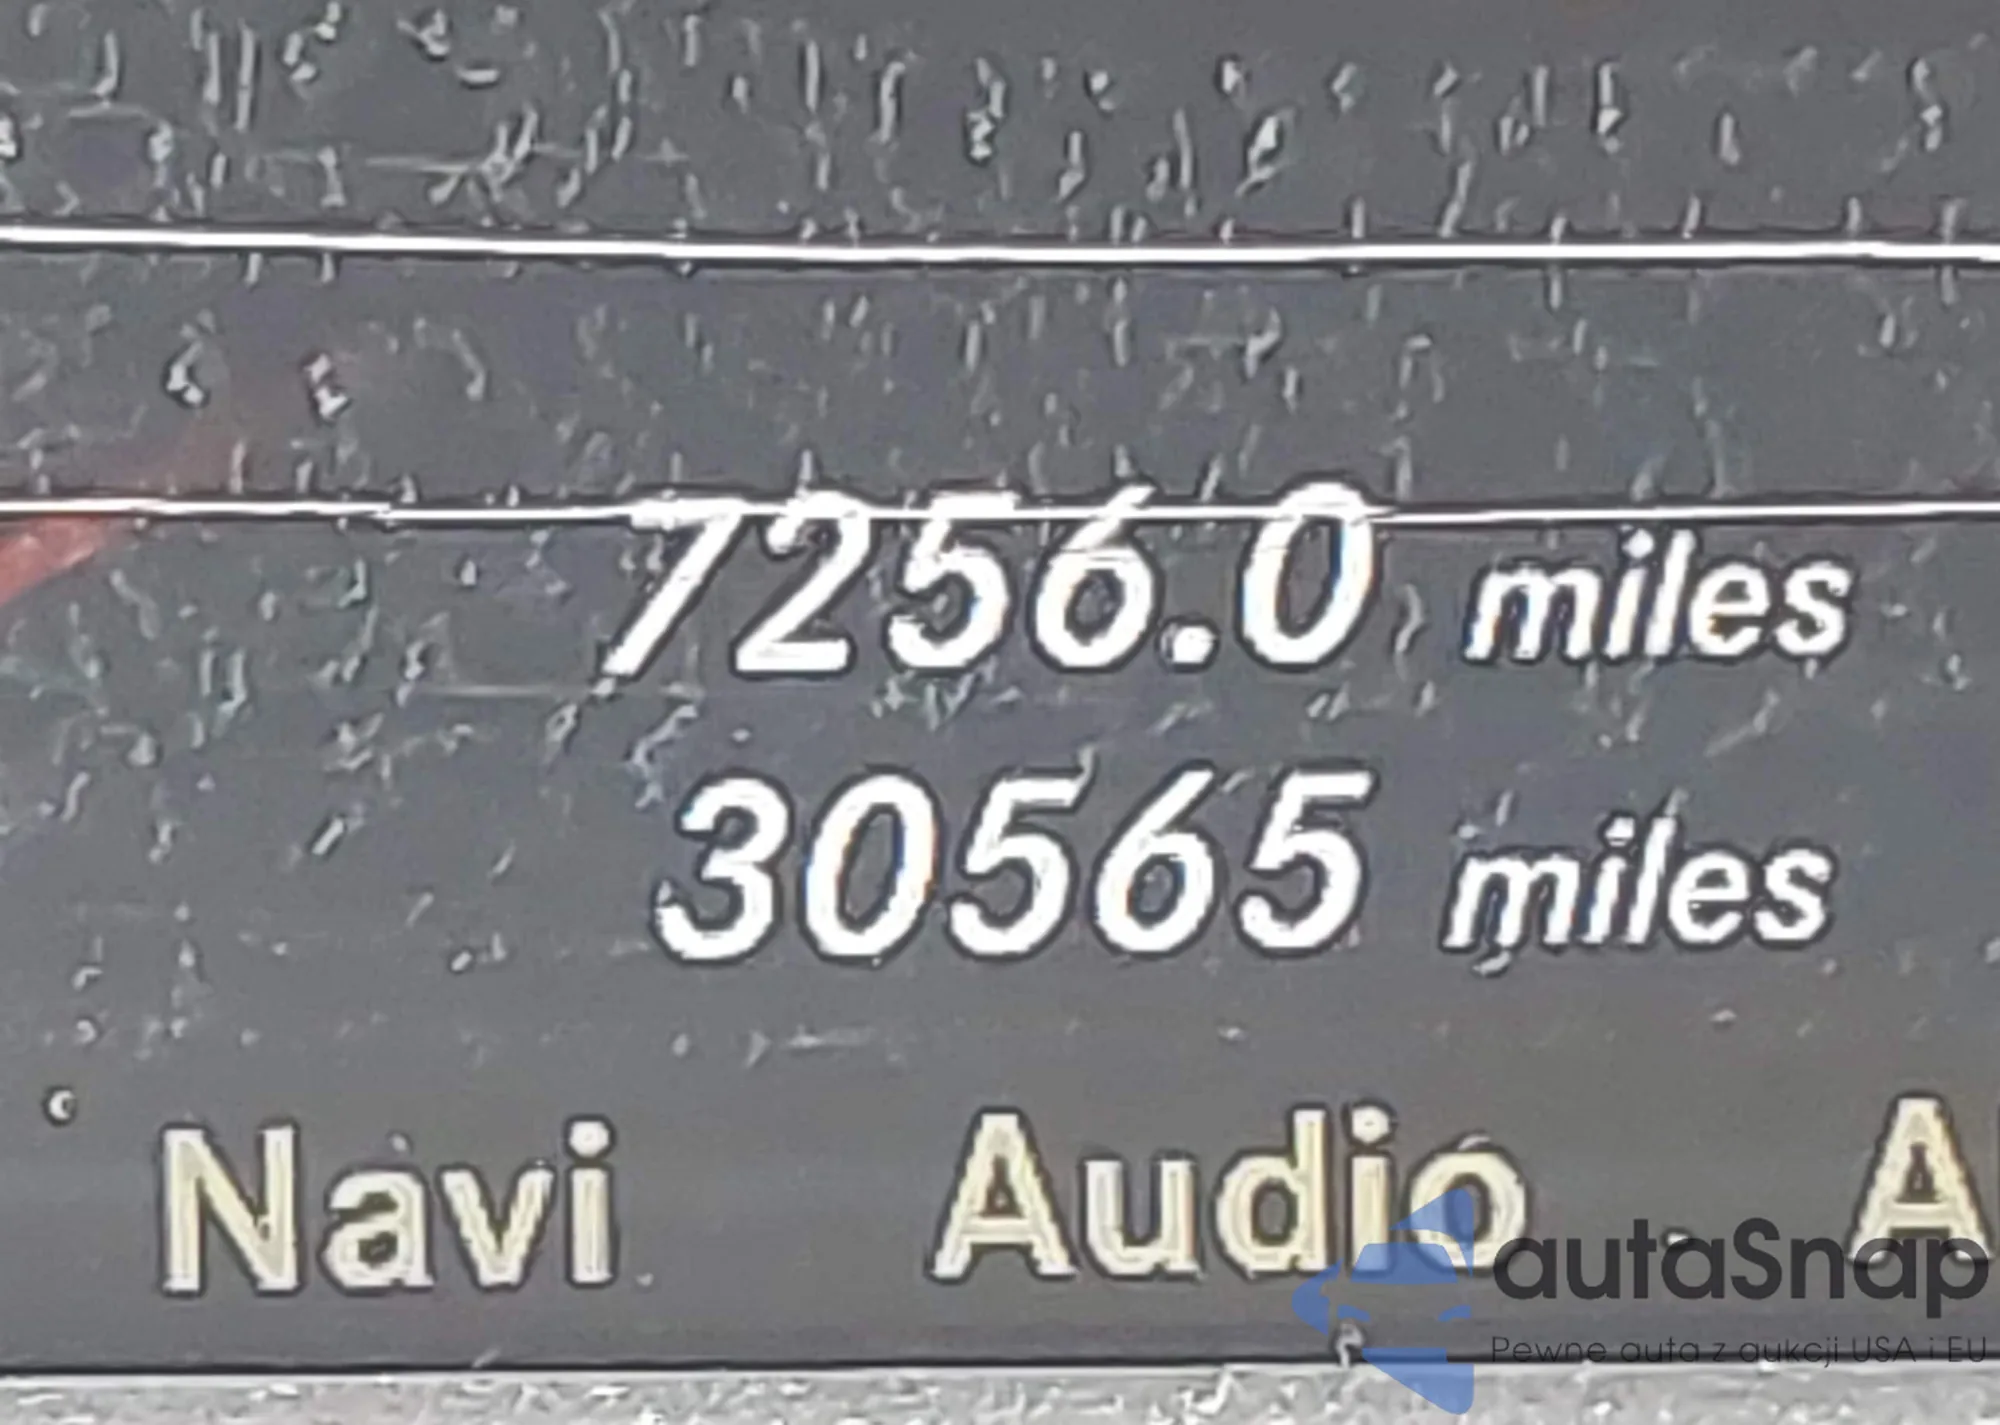 7256.0 miles
30565 miles
Navi Audio A
autaSnap
Pewne auta z aukcji USA i EU